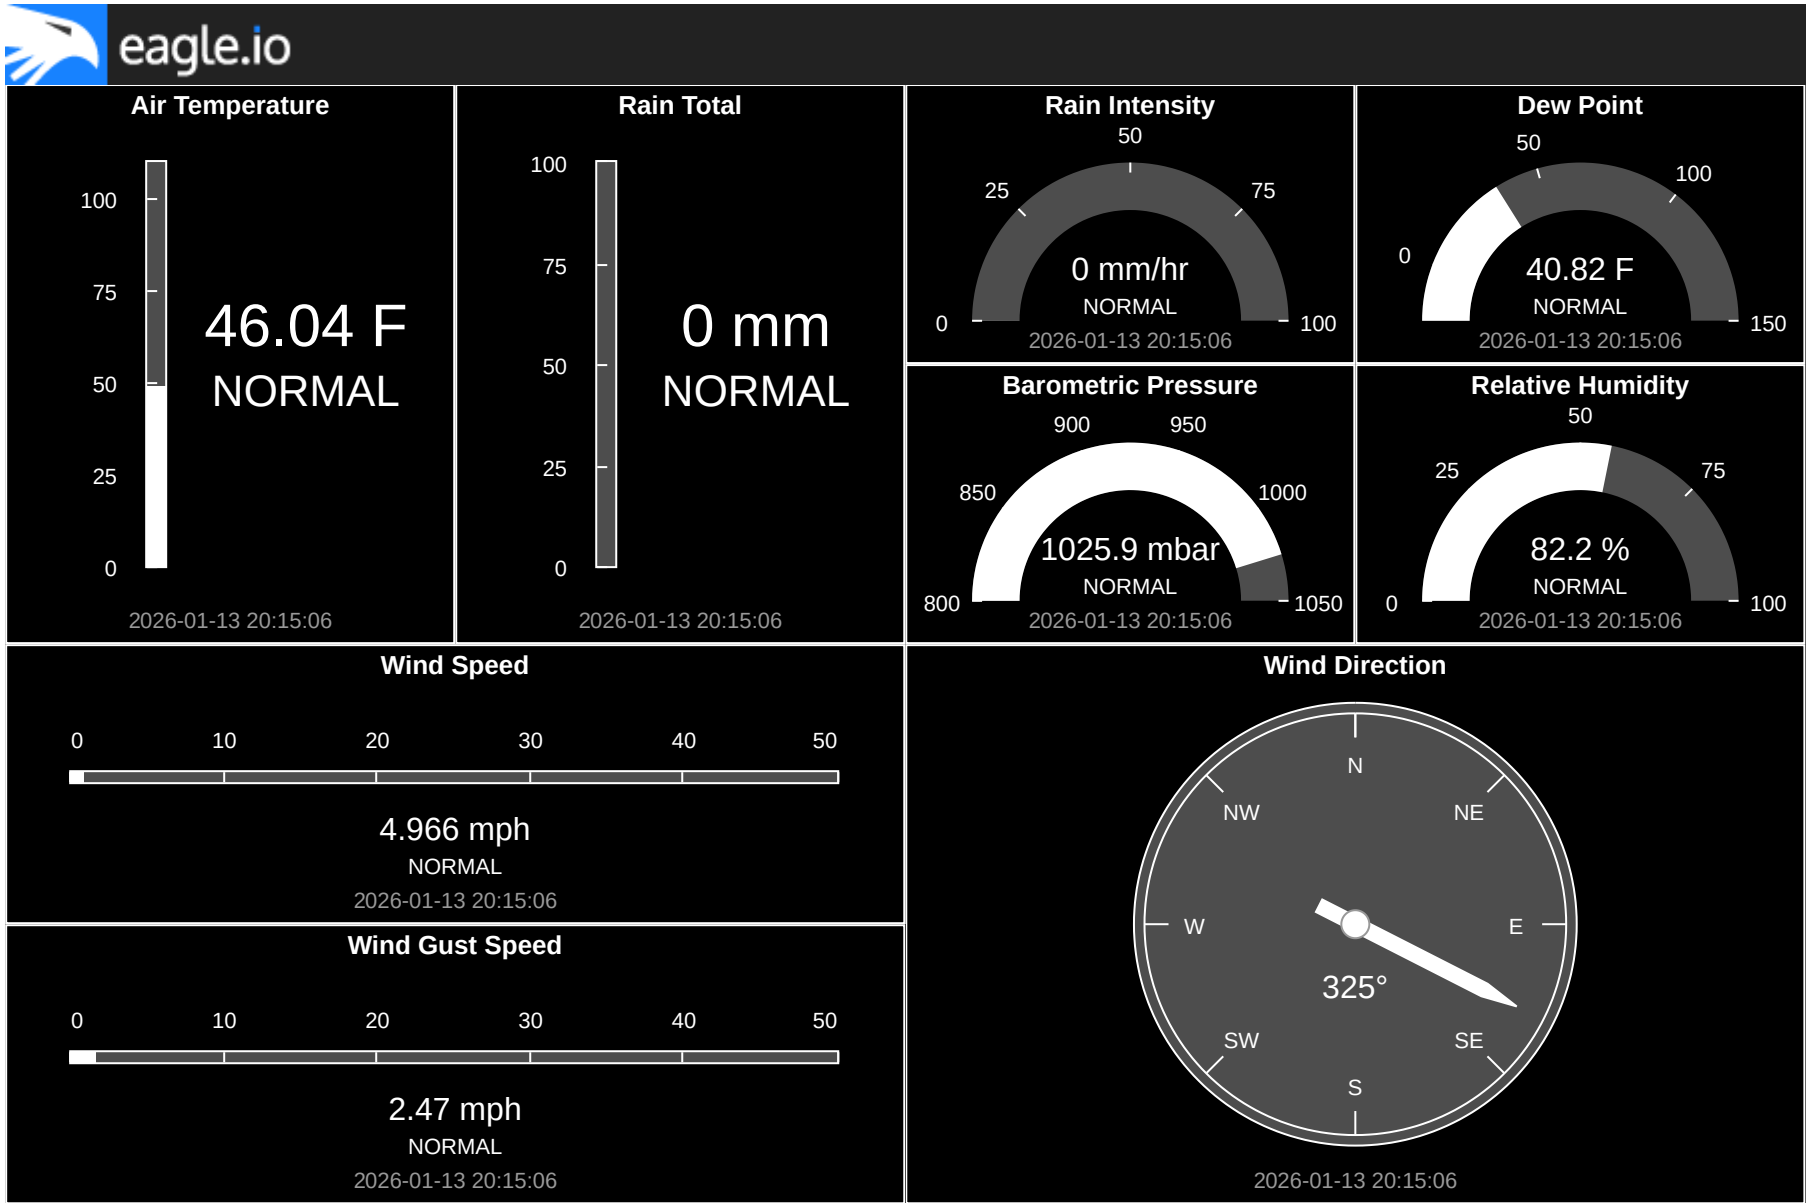 eagle.io
Air Temperature
100
75
50
25
0
46.04 F
NORMAL
2026-01-13 20:15:06
Rain Total
100
75
50
25
0
0 mm
NORMAL
2026-01-13 20:15:06
Rain Intensity
50
25
75
0
100
0 mm/hr
NORMAL
2026-01-13 20:15:06
Dew Point
50
100
0
150
40.82 F
NORMAL
2026-01-13 20:15:06
Barometric Pressure
900
950
850
1000
800
1050
1025.9 mbar
NORMAL
2026-01-13 20:15:06
Relative Humidity
50
25
75
0
100
82.2 %
NORMAL
2026-01-13 20:15:06
Wind Speed
0 10 20 30 40 50
4.966 mph
NORMAL
2026-01-13 20:15:06
Wind Gust Speed
0 10 20 30 40 50
2.47 mph
NORMAL
2026-01-13 20:15:06
Wind Direction
N
NW NE
W E
325°
SW SE
S
2026-01-13 20:15:06